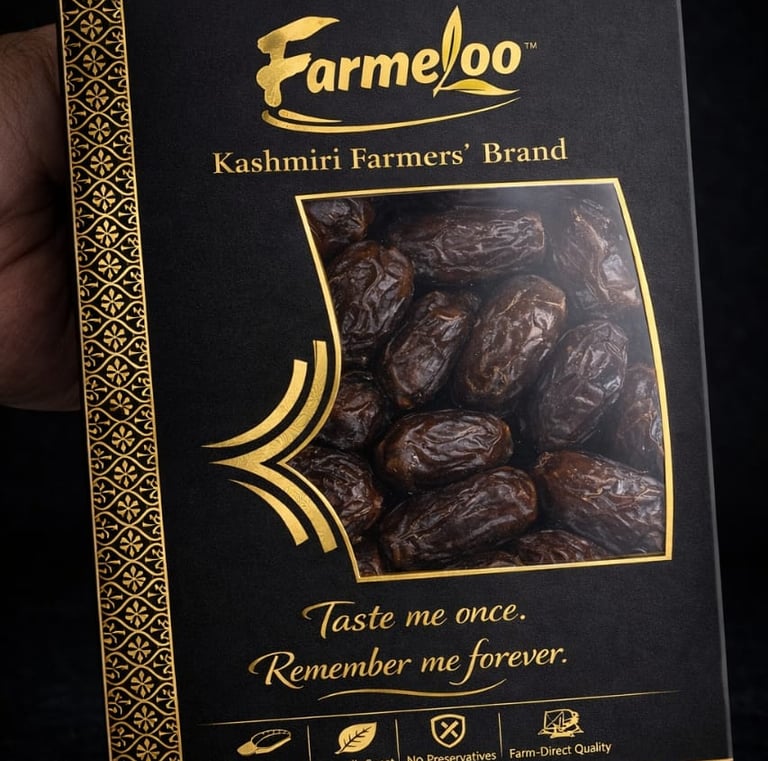 Farmeloo™
Kashmiri Farmers' Brand
Taste me once.
Remember me forever.
No Preservatives
Farm-Direct Quality